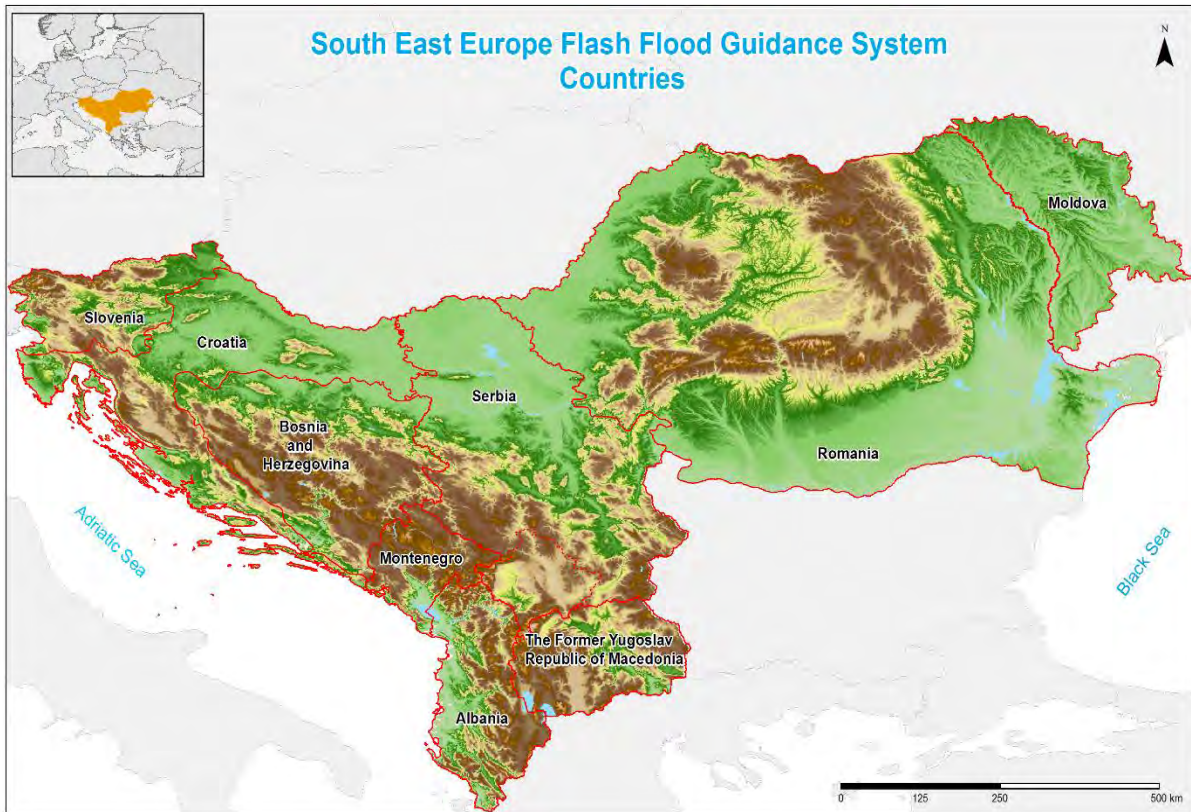 South East Europe Flash Flood Guidance System
Countries
N
Moldova
Slovenia
Croatia
Serbia
Bosnia
and
Herzegovina
Romania
Adriatic Sea
Black Sea
Montenegro
The Former Yugoslav
Republic of Macedonia
Albania
0 125 250 500 km